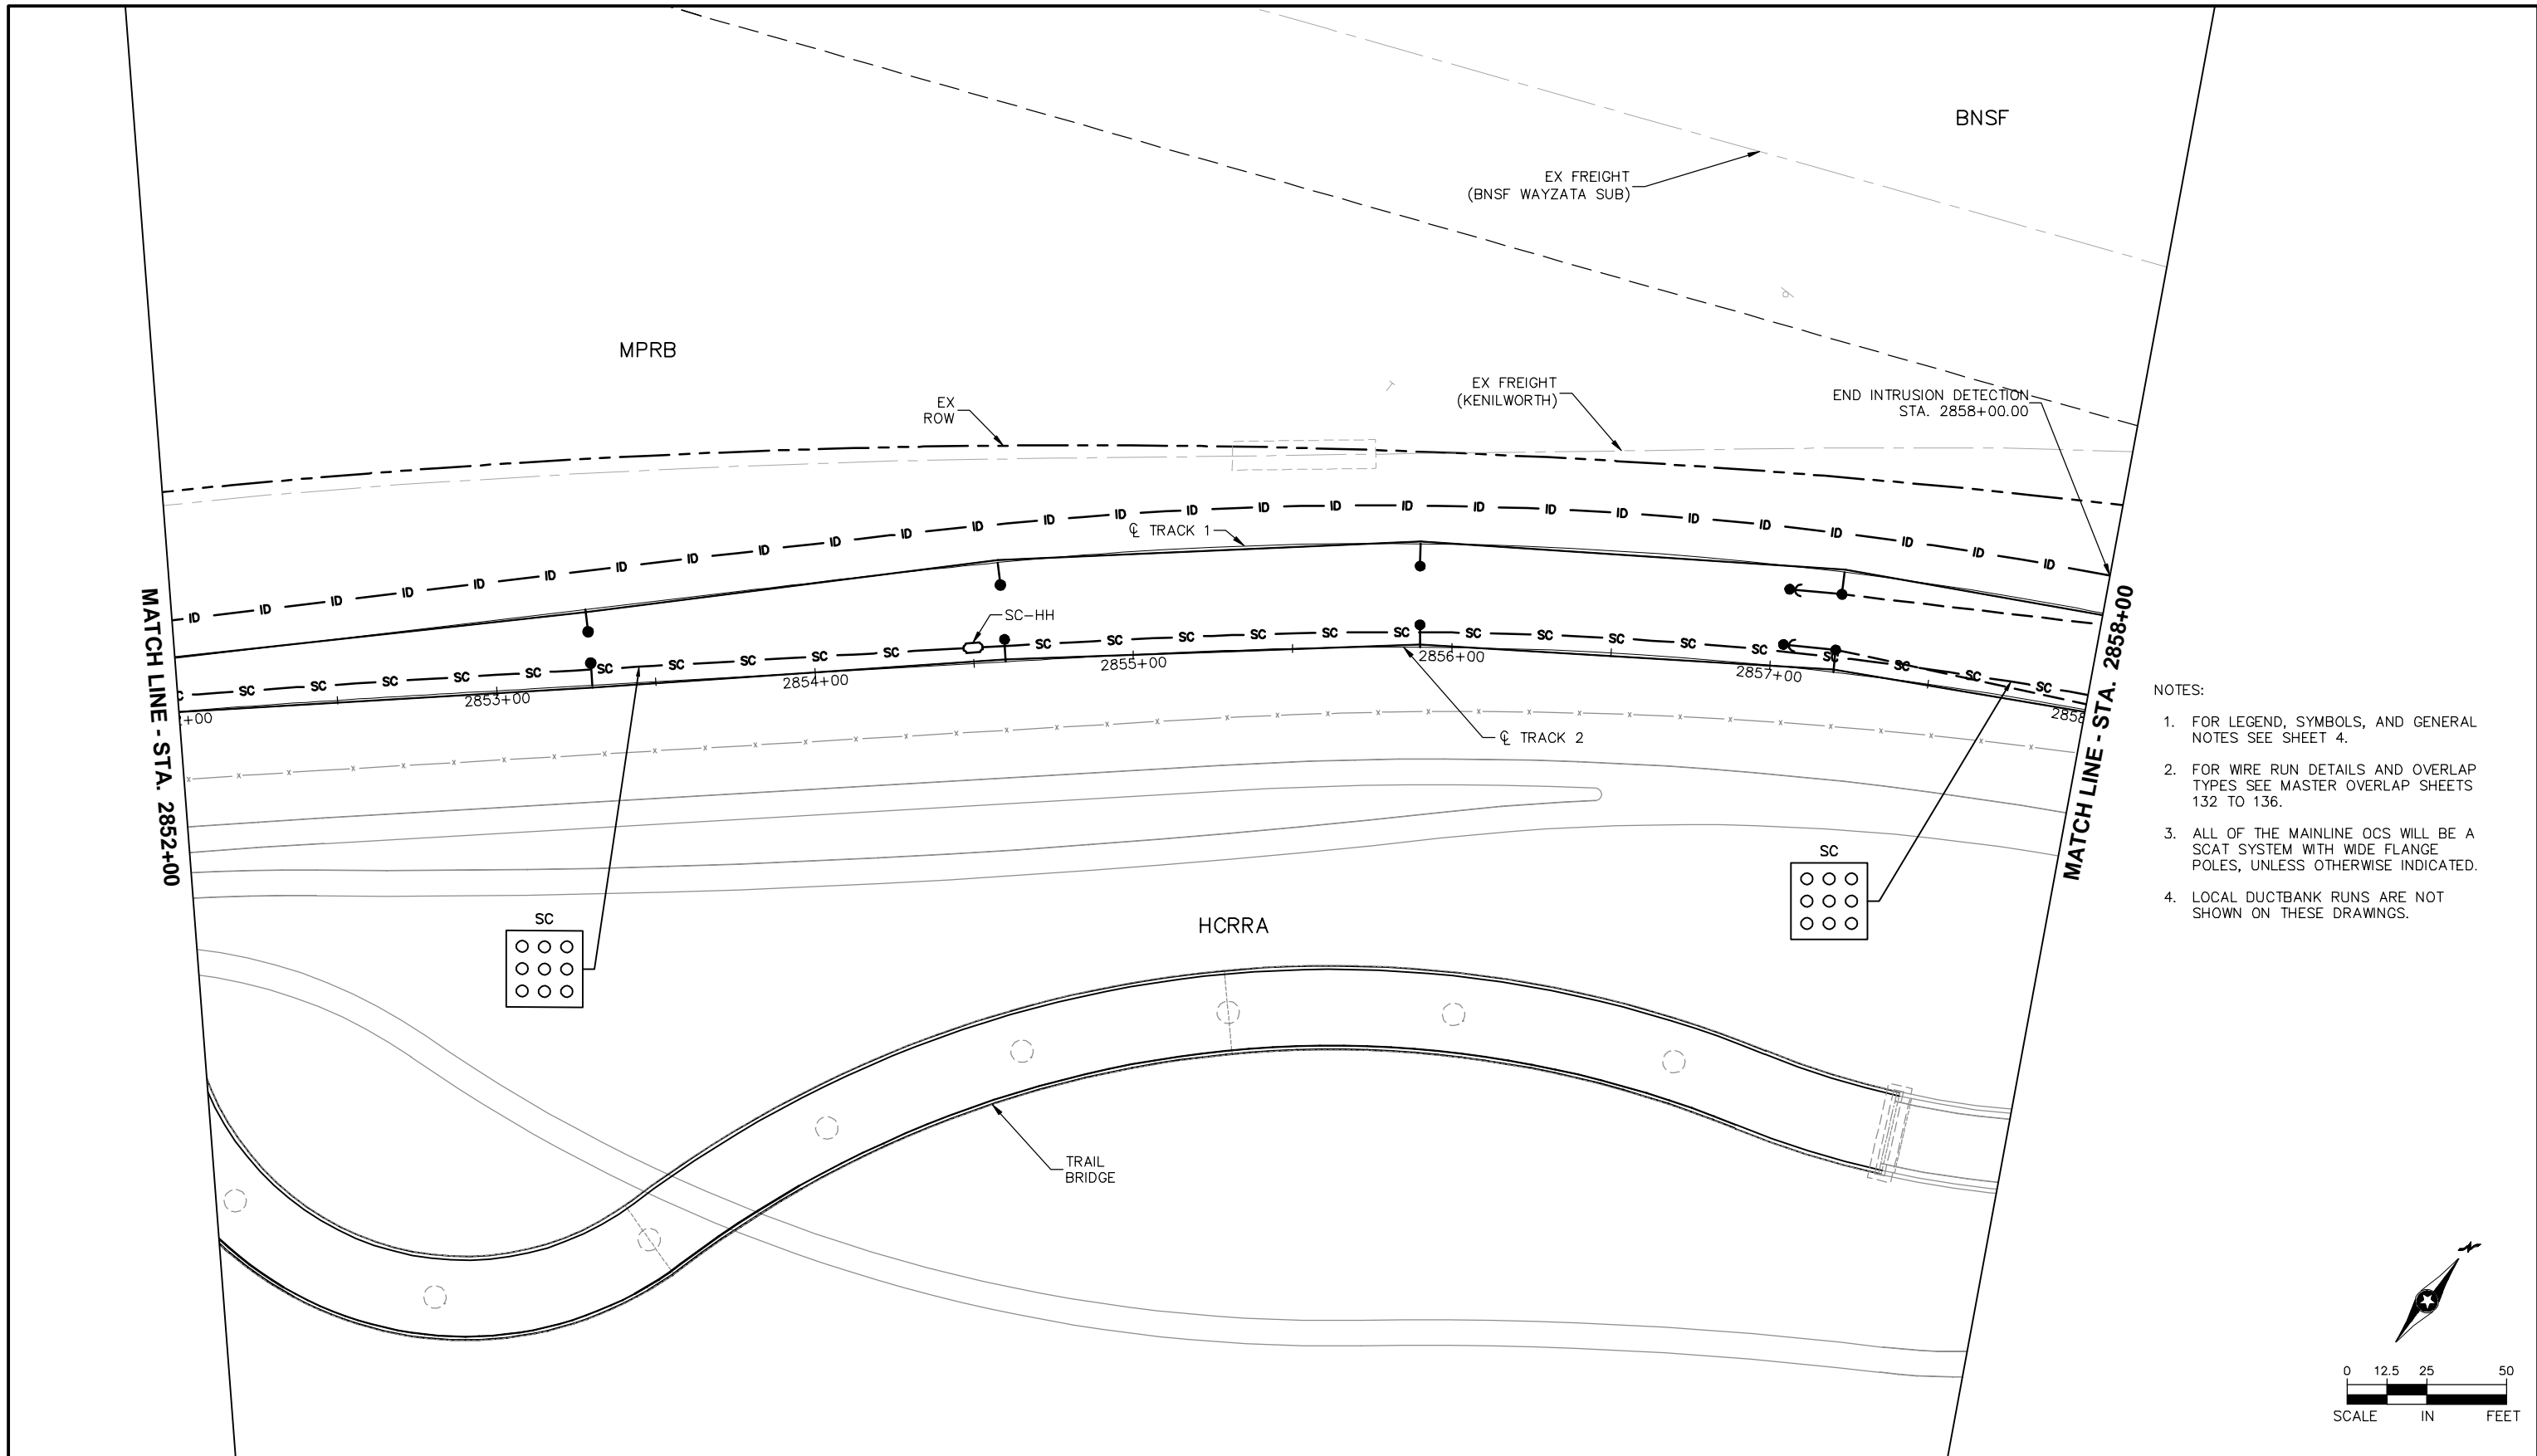 BNSF
EX FREIGHT
(BNSF WAYZATA SUB)
MPRB
EX
ROW
EX FREIGHT
(KENILWORTH)
END INTRUSION DETECTION
STA. 2858+00.00
ID ID ID ID ID ID ID ID ID ID ID ID ID ID ID ID ID ID ID ID ID ID ID ID ID ID ID
℄ TRACK 1
SC-HH
SC SC SC SC SC SC SC SC SC SC SC SC SC SC SC SC SC SC SC SC SC SC SC SC SC SC
+00
2853+00
2854+00
2855+00
2856+00
2857+00
2858
℄ TRACK 2
MATCH LINE - STA. 2852+00
MATCH LINE - STA. 2858+00
NOTES:
1. FOR LEGEND, SYMBOLS, AND GENERAL
NOTES SEE SHEET 4.
2. FOR WIRE RUN DETAILS AND OVERLAP
TYPES SEE MASTER OVERLAP SHEETS
132 TO 136.
3. ALL OF THE MAINLINE OCS WILL BE A
SCAT SYSTEM WITH WIDE FLANGE
POLES, UNLESS OTHERWISE INDICATED.
4. LOCAL DUCTBANK RUNS ARE NOT
SHOWN ON THESE DRAWINGS.
SC
SC
HCRRA
TRAIL
BRIDGE
N
0 12.5 25 50
SCALE IN FEET